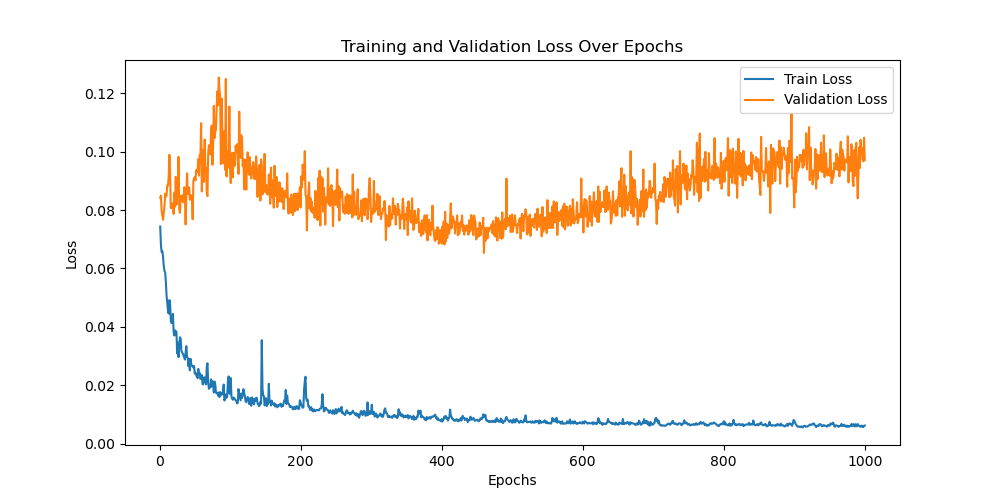 Training and Validation Loss Over Epochs
Train Loss
Validation Loss
0.12
0.10
0.08
0.06
0.04
0.02
0.00
Loss
0
200
400
600
800
1000
Epochs